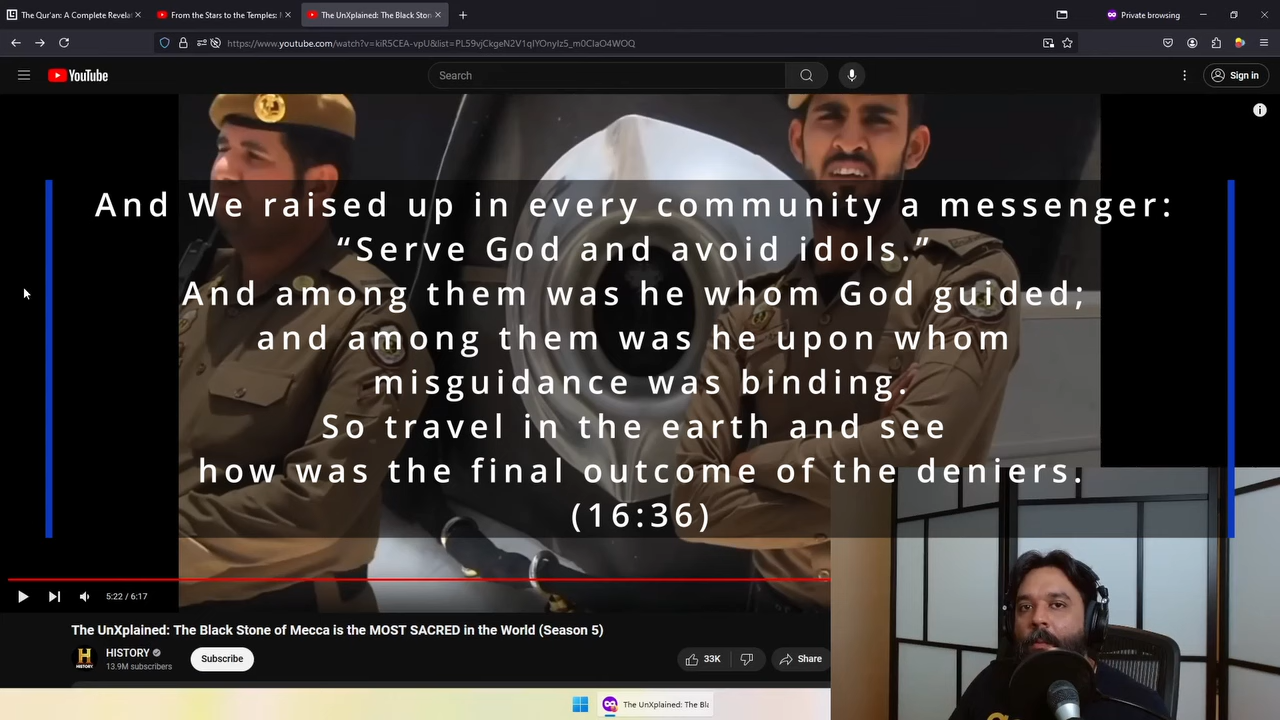 The Qur'an: A Complete Revelat
From the Stars to the Temples:
The UnXplained: The Black Ston
Private browsing
https://www.youtube.com/watch?v=kiR5CEA-vpU&list=PL59vjCkgeN2V1qIYOnyIz5_m0ClaO4WOQ
YouTube
Search
Sign in
And We raised up in every community a messenger:
“Serve God and avoid idols.”
And among them was he whom God guided;
and among them was he upon whom
misguidance was binding.
So travel in the earth and see
how was the final outcome of the deniers.
(16:36)
5:22 / 6:17
The UnXplained: The Black Stone of Mecca is the MOST SACRED in the World (Season 5)
HISTORY
13.9M subscribers
Subscribe
33K
Share
The UnXplained: The Bla